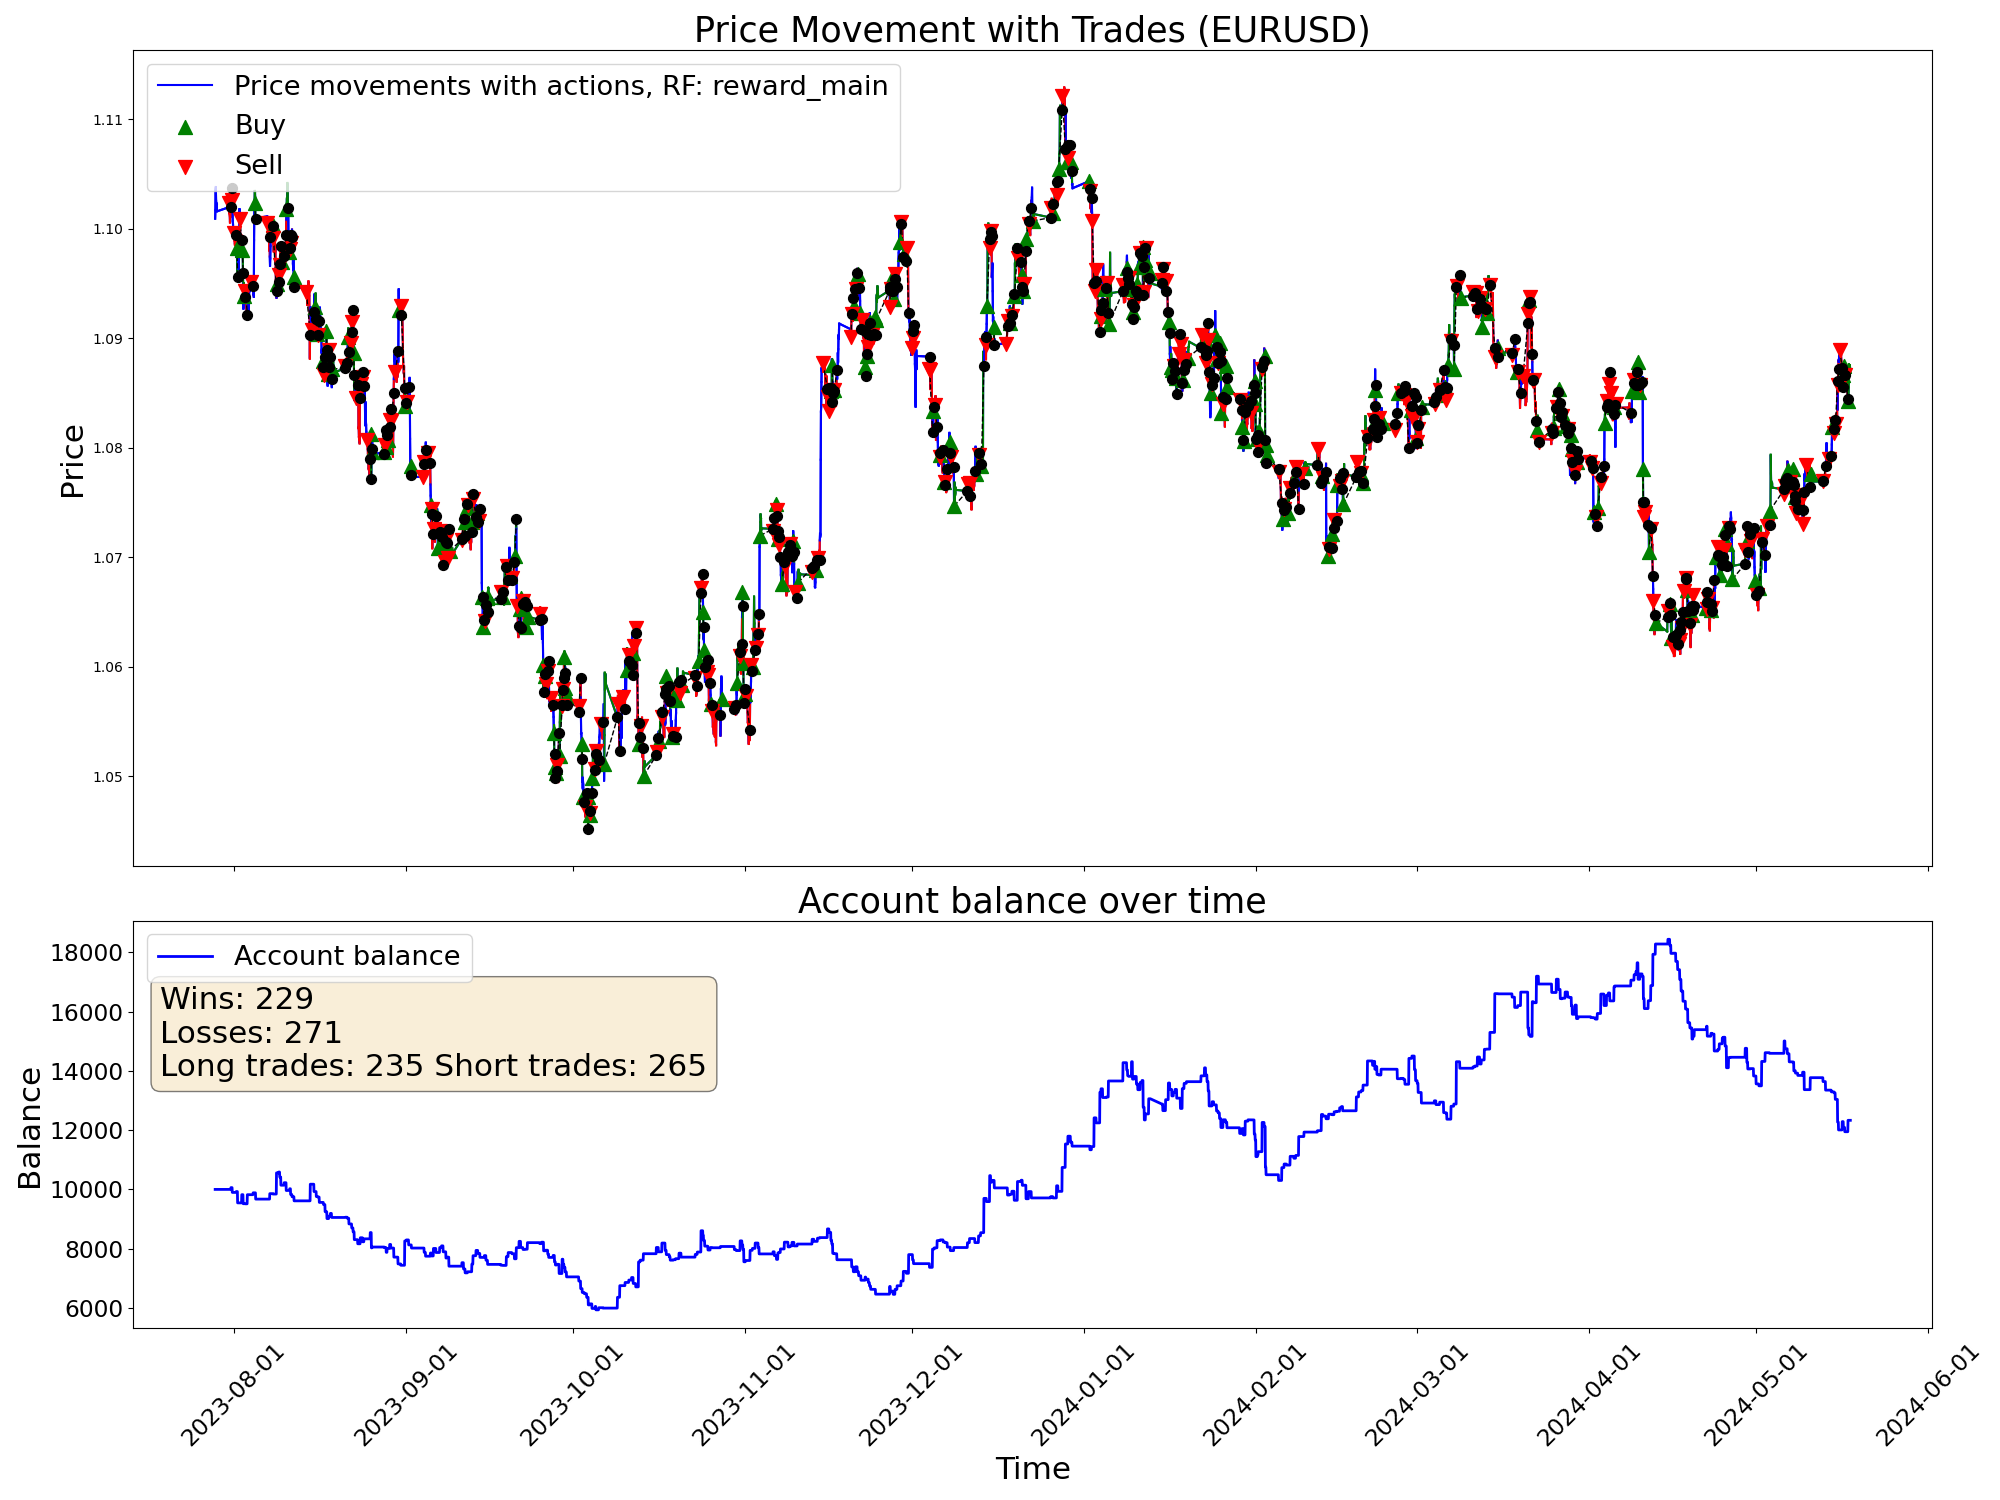 Price Movement with Trades (EURUSD)
Price movements with actions, RF: reward_main
Buy
Sell
Price
1.11
1.10
1.09
1.08
1.07
1.06
1.05
Account balance over time
Account balance
Wins: 229
Losses: 271
Long trades: 235 Short trades: 265
Balance
18000
16000
14000
12000
10000
8000
6000
2023-08-01
2023-09-01
2023-10-01
2023-11-01
2023-12-01
2024-01-01
2024-02-01
2024-03-01
2024-04-01
2024-05-01
2024-06-01
Time